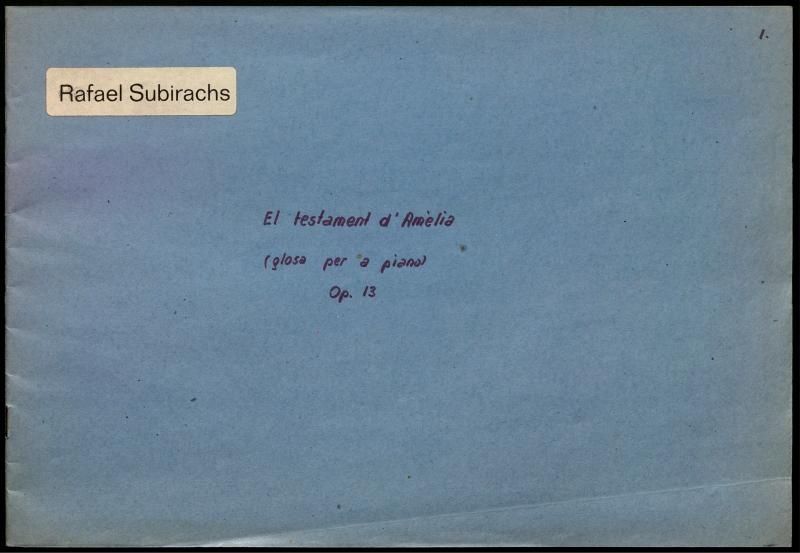 1.
Rafael Subirachs
El testament d'Amèlia
(glosa per a piano)
Op. 13